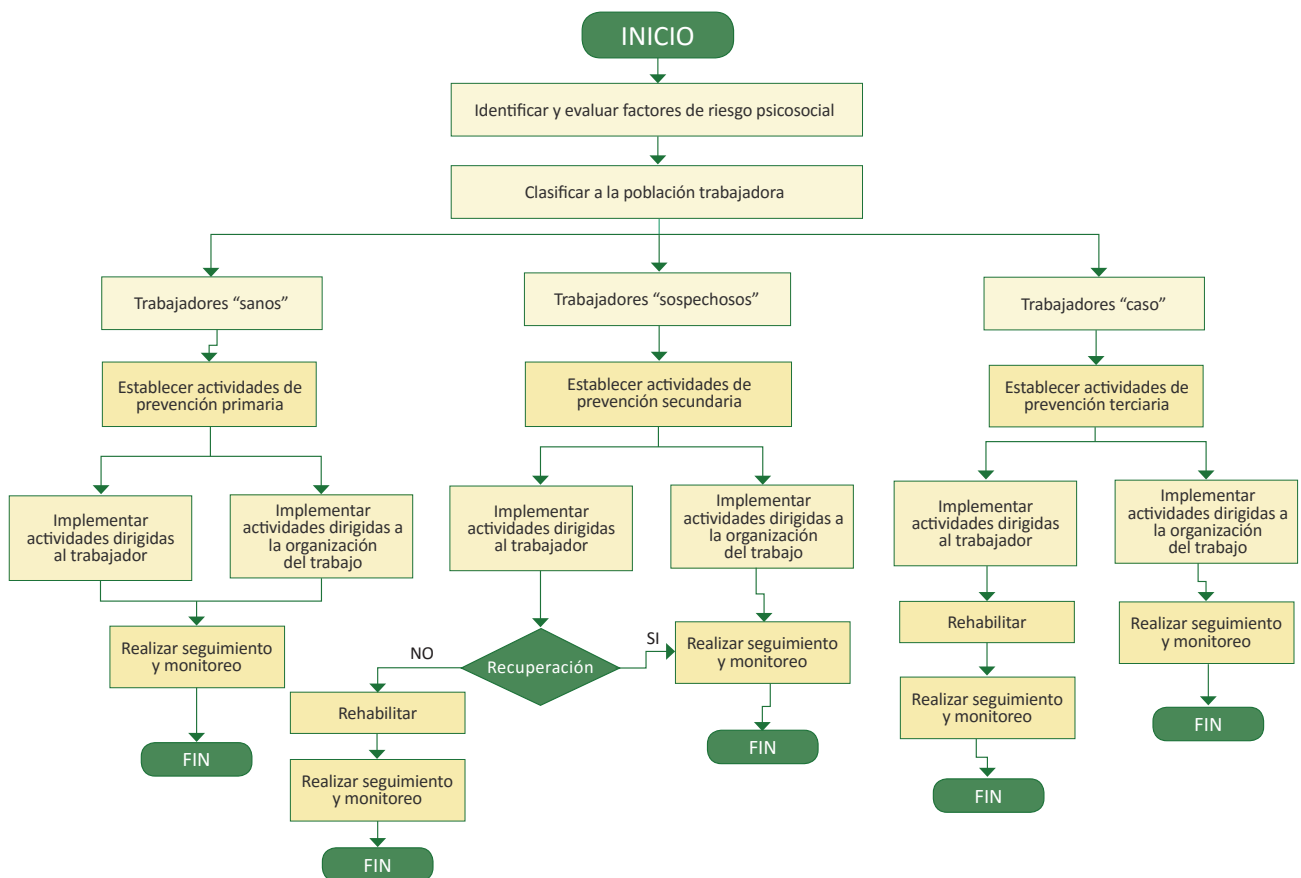 INICIO
Identificar y evaluar factores de riesgo psicosocial
Clasificar a la población trabajadora
Trabajadores “sanos”
Trabajadores “sospechosos”
Trabajadores “caso”
Establecer actividades de
prevención primaria
Establecer actividades de
prevención secundaria
Establecer actividades de
prevención terciaria
Implementar
actividades dirigidas
al trabajador
Implementar
actividades dirigidas a
la organización
del trabajo
Implementar
actividades dirigidas
al trabajador
Implementar
actividades dirigidas a
la organización
del trabajo
Implementar
actividades dirigidas
al trabajador
Implementar
actividades dirigidas a
la organización
del trabajo
Realizar seguimiento
y monitoreo
FIN
NO
Recuperación
SI
Rehabilitar
Realizar seguimiento
y monitoreo
FIN
Realizar seguimiento
y monitoreo
FIN
Rehabilitar
Realizar seguimiento
y monitoreo
FIN
Realizar seguimiento
y monitoreo
FIN